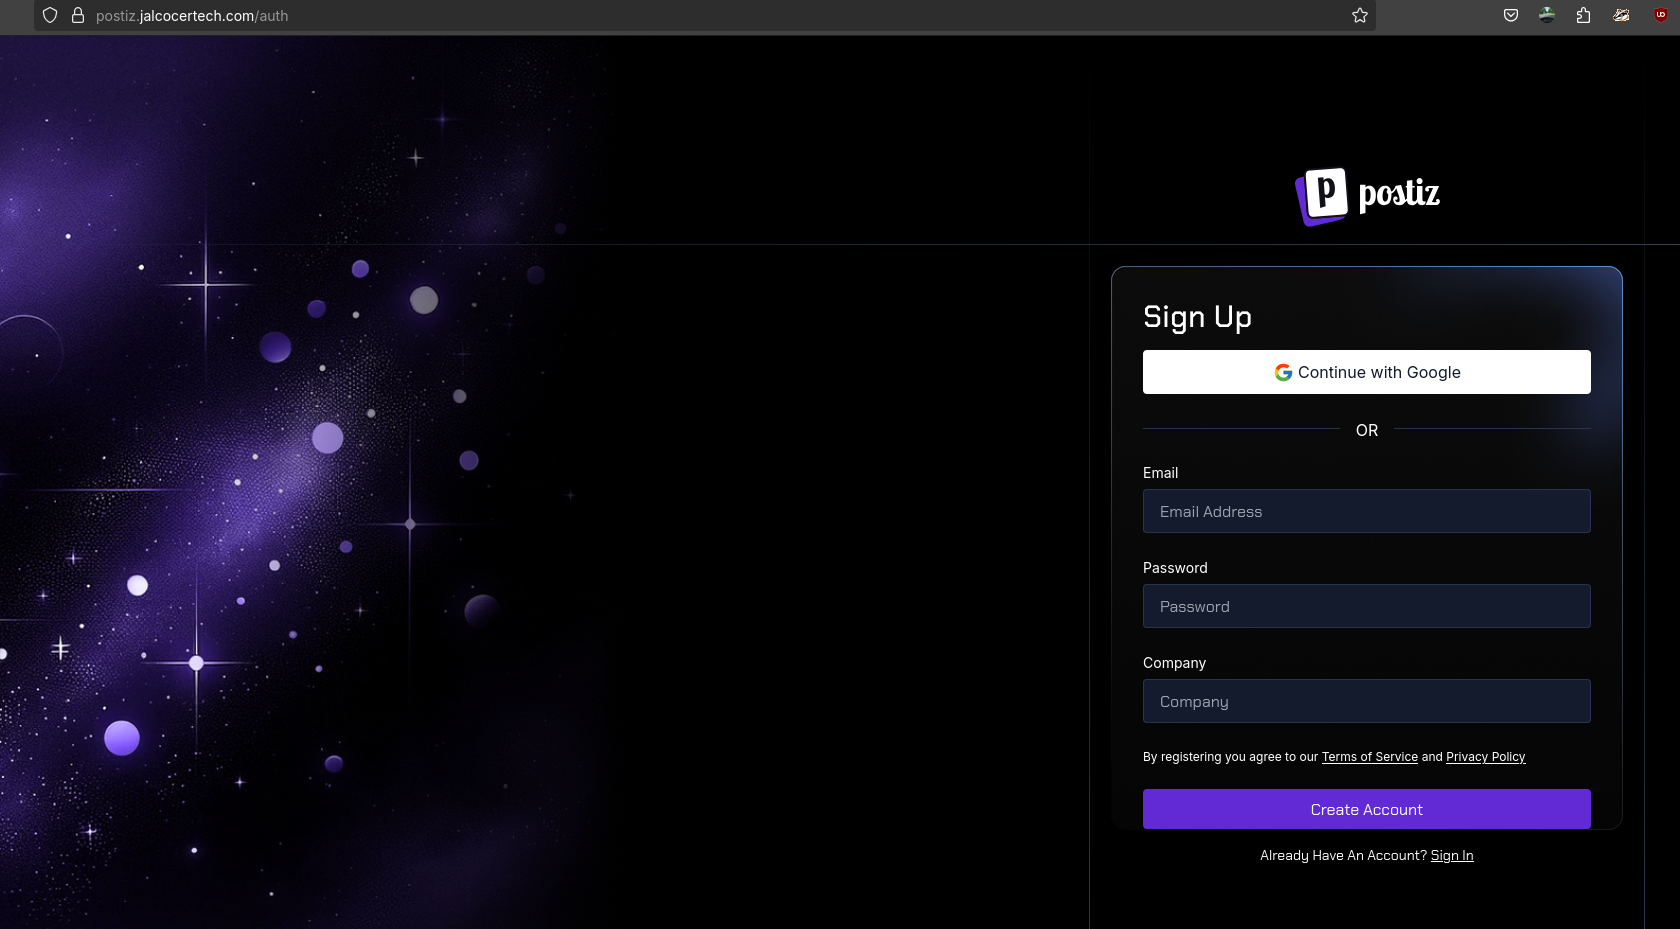 postiz.jalcocertech.com/auth
UO
P postiz
Sign Up
Continue with Google
OR
Email
Email Address
Password
Password
Company
Company
By registering you agree to our Terms of Service and Privacy Policy
Create Account
Already Have An Account? Sign In